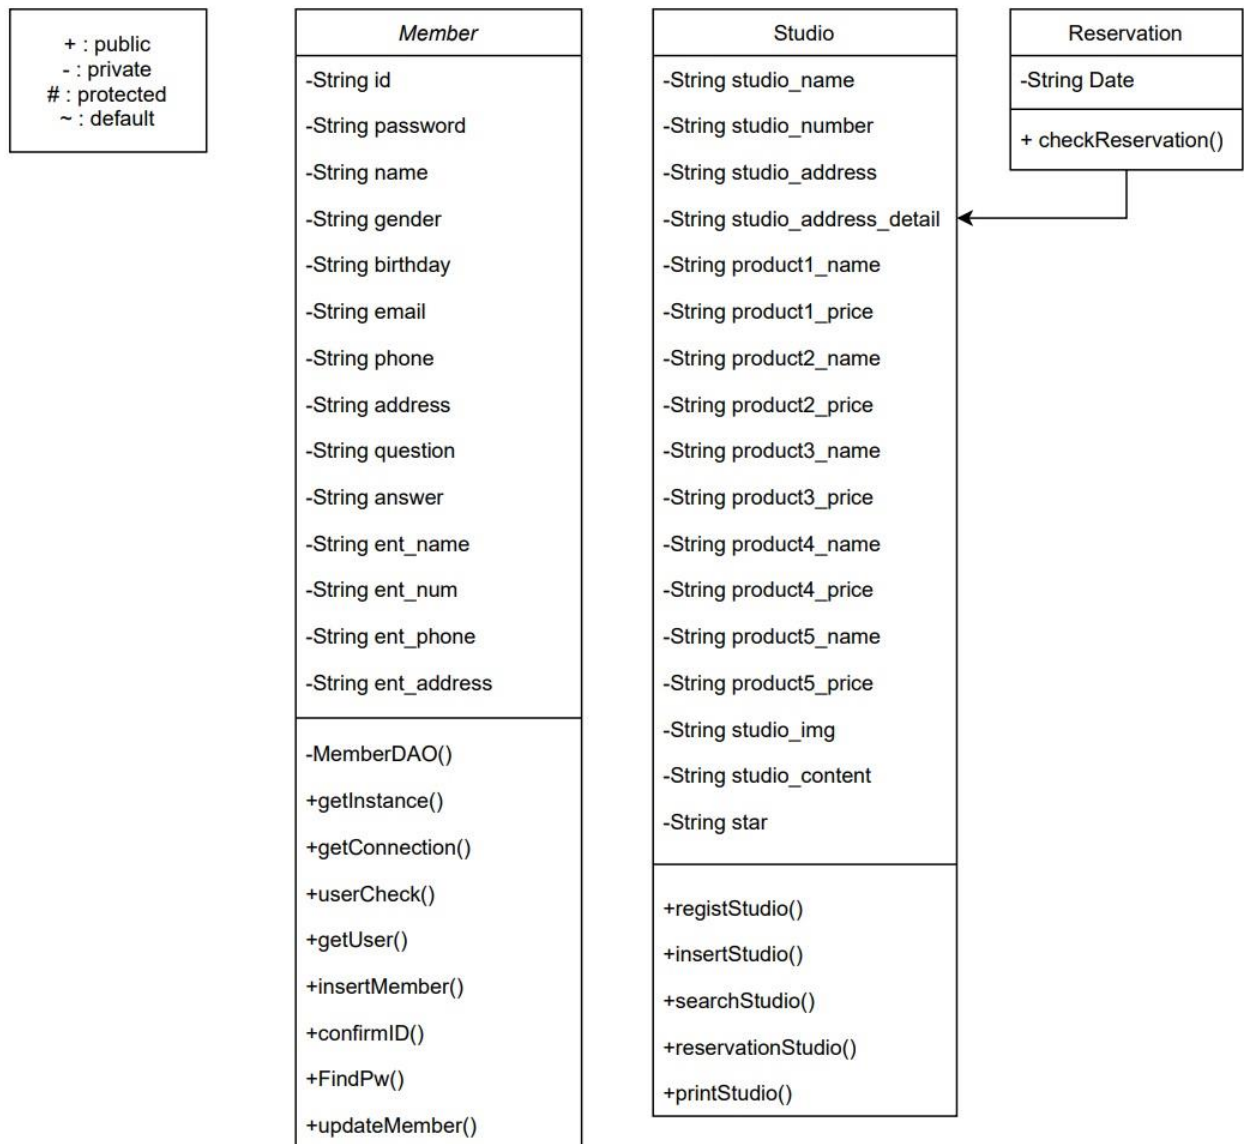 + : public
- : private
# : protected
~ : default
Member
-String id
-String password
-String name
-String gender
-String birthday
-String email
-String phone
-String address
-String question
-String answer
-String ent_name
-String ent_num
-String ent_phone
-String ent_address
-MemberDAO()
+getInstance()
+getConnection()
+userCheck()
+getUser()
+insertMember()
+confirmID()
+FindPw()
+updateMember()
Studio
-String studio_name
-String studio_number
-String studio_address
-String studio_address_detail
-String product1_name
-String product1_price
-String product2_name
-String product2_price
-String product3_name
-String product3_price
-String product4_name
-String product4_price
-String product5_name
-String product5_price
-String studio_img
-String studio_content
-String star
+registStudio()
+insertStudio()
+searchStudio()
+reservationStudio()
+printStudio()
Reservation
-String Date
+ checkReservation()